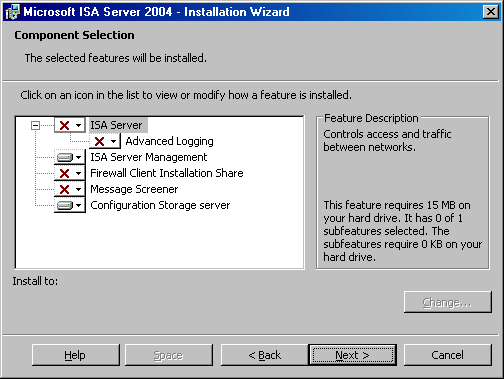 Microsoft ISA Server 2004 - Installation Wizard
Component Selection
The selected features will be installed.
Click on an icon in the list to view or modify how a feature is installed.
ISA Server
Advanced Logging
ISA Server Management
Firewall Client Installation Share
Message Screener
Configuration Storage server
Feature Description
Controls access and traffic
between networks.
This feature requires 15 MB on
your hard drive. It has 0 of 1
subfeatures selected. The
subfeatures require 0 KB on your
hard drive.
Install to:
Change...
Help
Space
< Back
Next >
Cancel